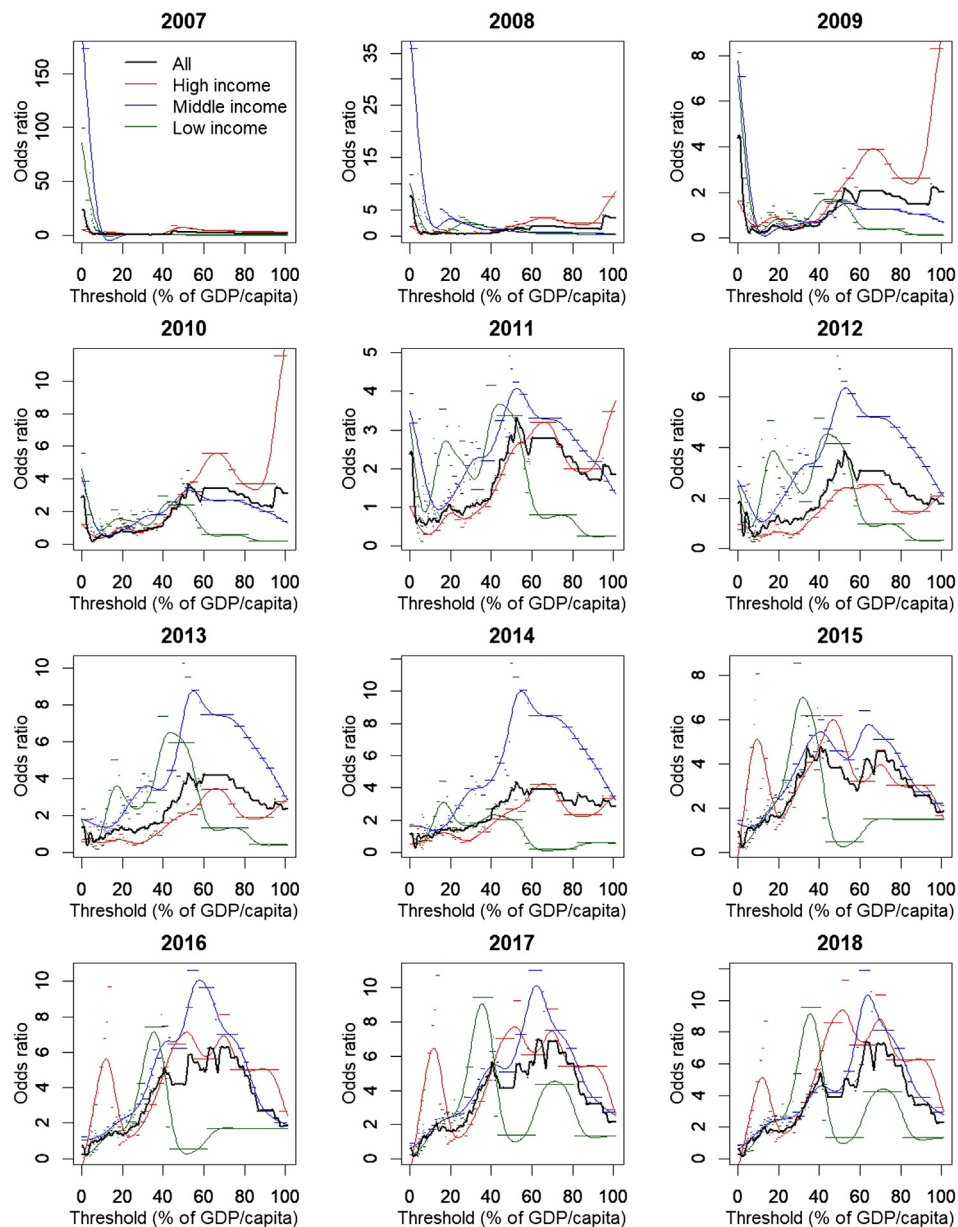 2007 2008 2009
Odds ratio
0 50 100 150
All
High income
Middle income
Low income
0 20 40 60 80 100
Threshold (% of GDP/capita)
Odds ratio
0 5 15 25 35
0 20 40 60 80 100
Threshold (% of GDP/capita)
Odds ratio
0 2 4 6 8
0 20 40 60 80 100
Threshold (% of GDP/capita)
2010 2011 2012
Odds ratio
0 2 4 6 8 10
0 20 40 60 80 100
Threshold (% of GDP/capita)
Odds ratio
0 1 2 3 4 5
0 20 40 60 80 100
Threshold (% of GDP/capita)
Odds ratio
0 2 4 6
0 20 40 60 80 100
Threshold (% of GDP/capita)
2013 2014 2015
Odds ratio
0 2 4 6 8 10
0 20 40 60 80 100
Threshold (% of GDP/capita)
Odds ratio
0 2 4 6 8 10
0 20 40 60 80 100
Threshold (% of GDP/capita)
Odds ratio
0 2 4 6 8
0 20 40 60 80 100
Threshold (% of GDP/capita)
2016 2017 2018
Odds ratio
0 2 4 6 8 10
0 20 40 60 80 100
Threshold (% of GDP/capita)
Odds ratio
0 2 4 6 8 10
0 20 40 60 80 100
Threshold (% of GDP/capita)
Odds ratio
0 2 4 6 8 10
0 20 40 60 80 100
Threshold (% of GDP/capita)